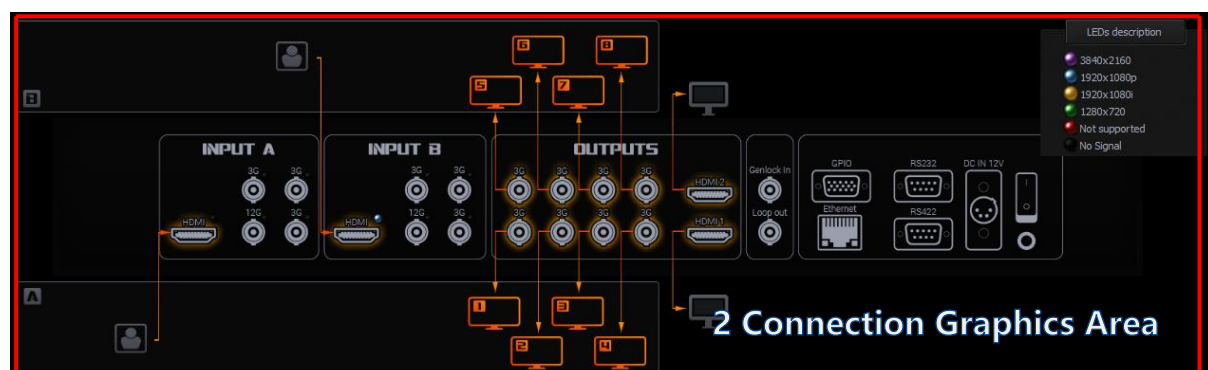 LEDs description
3840x2160
1920x1080p
1920x1080i
1280x720
Not supported
No Signal
6
8
5
7
B
INPUT A
3G 3G
HDMI 12G 3G
INPUT B
3G 3G
HDMI 12G 3G
OUTPUTS
3G 3G 3G 3G HDMI 2
3G 3G 3G 3G HDMI 1
Genlock In
Loop out
GPIO RS232 DC IN 12V
Ethernet RS422
I
O
A
1
3
2
4
2 Connection Graphics Area